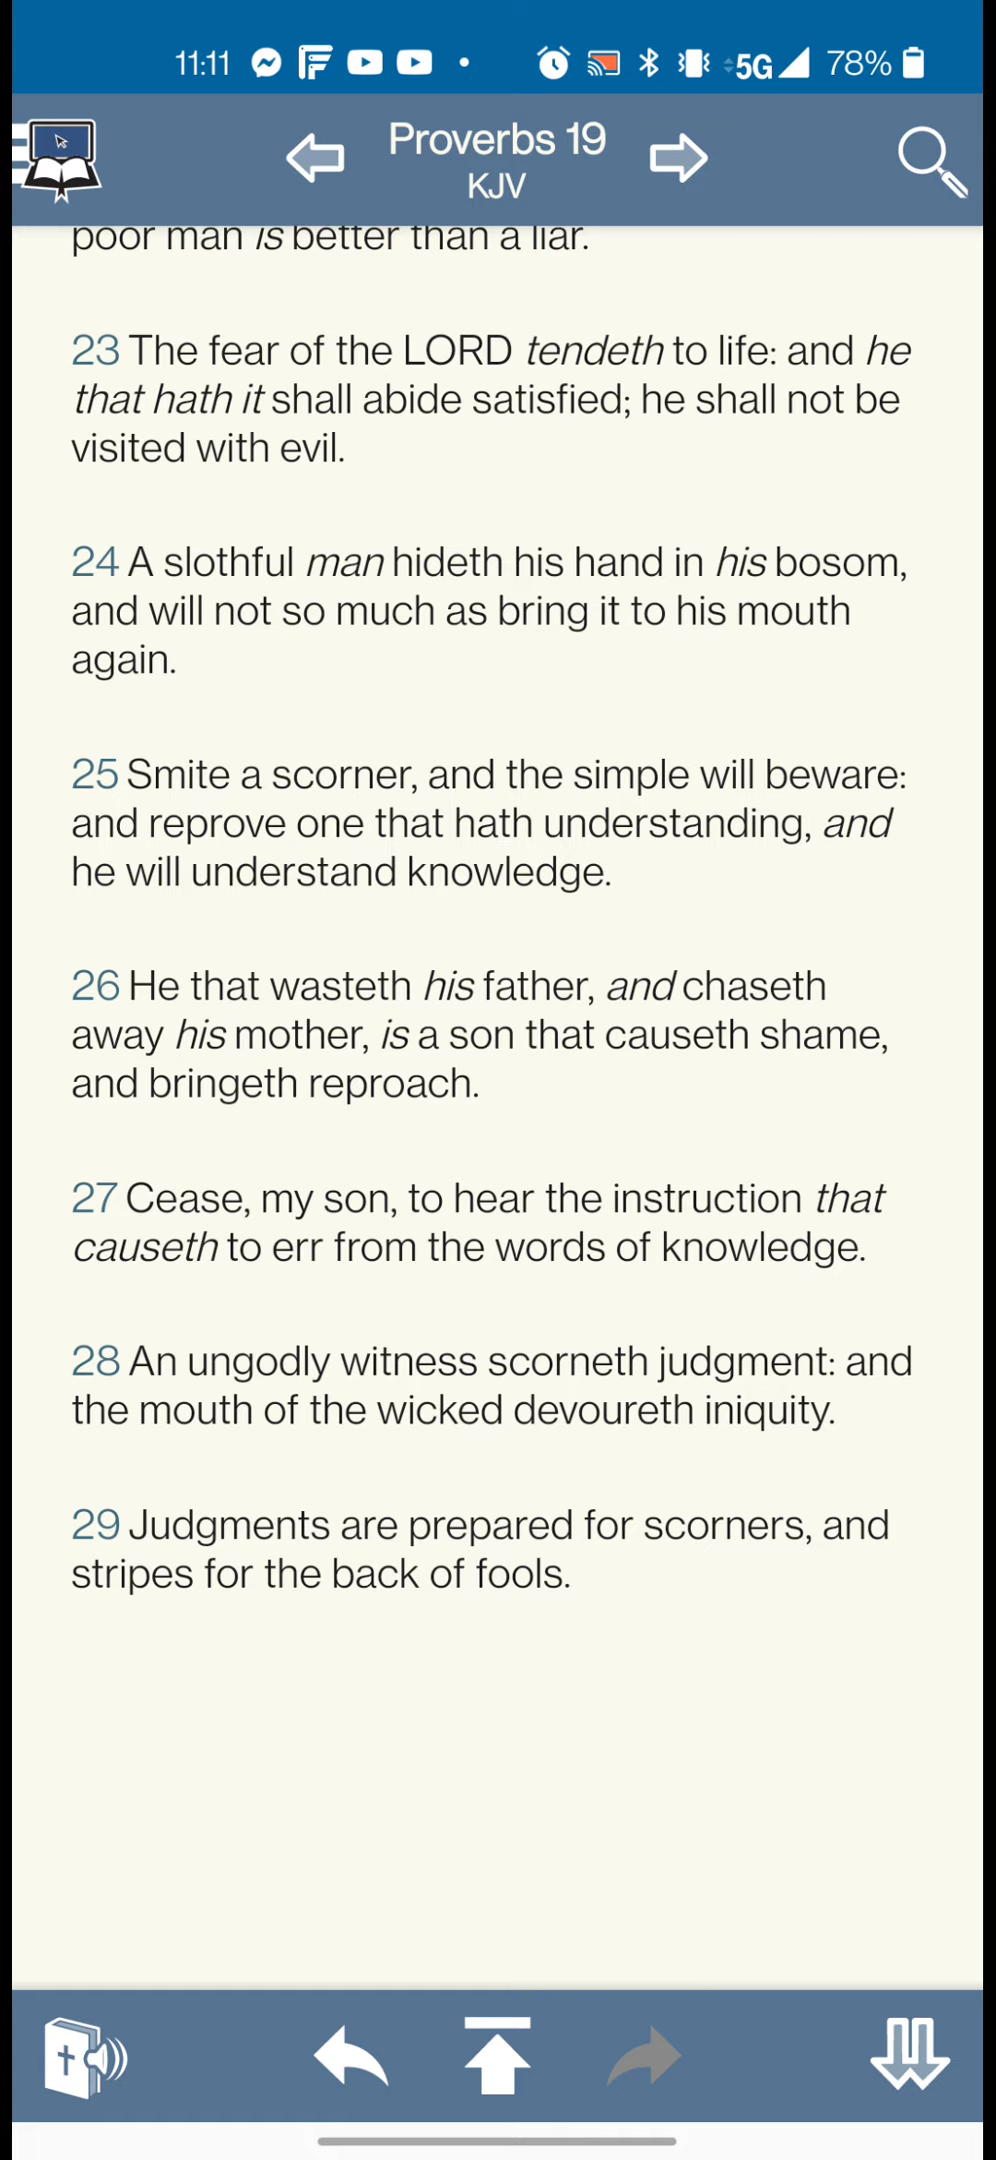 11:11
5G
78%
Proverbs 19
KJV
poor man is better than a liar.
23 The fear of the LORD tendeth to life: and he
that hath it shall abide satisfied; he shall not be
visited with evil.
24 A slothful man hideth his hand in his bosom,
and will not so much as bring it to his mouth
again.
25 Smite a scorner, and the simple will beware:
and reprove one that hath understanding, and
he will understand knowledge.
26 He that wasteth his father, and chaseth
away his mother, is a son that causeth shame,
and bringeth reproach.
27 Cease, my son, to hear the instruction that
causeth to err from the words of knowledge.
28 An ungodly witness scorneth judgment: and
the mouth of the wicked devoureth iniquity.
29 Judgments are prepared for scorners, and
stripes for the back of fools.